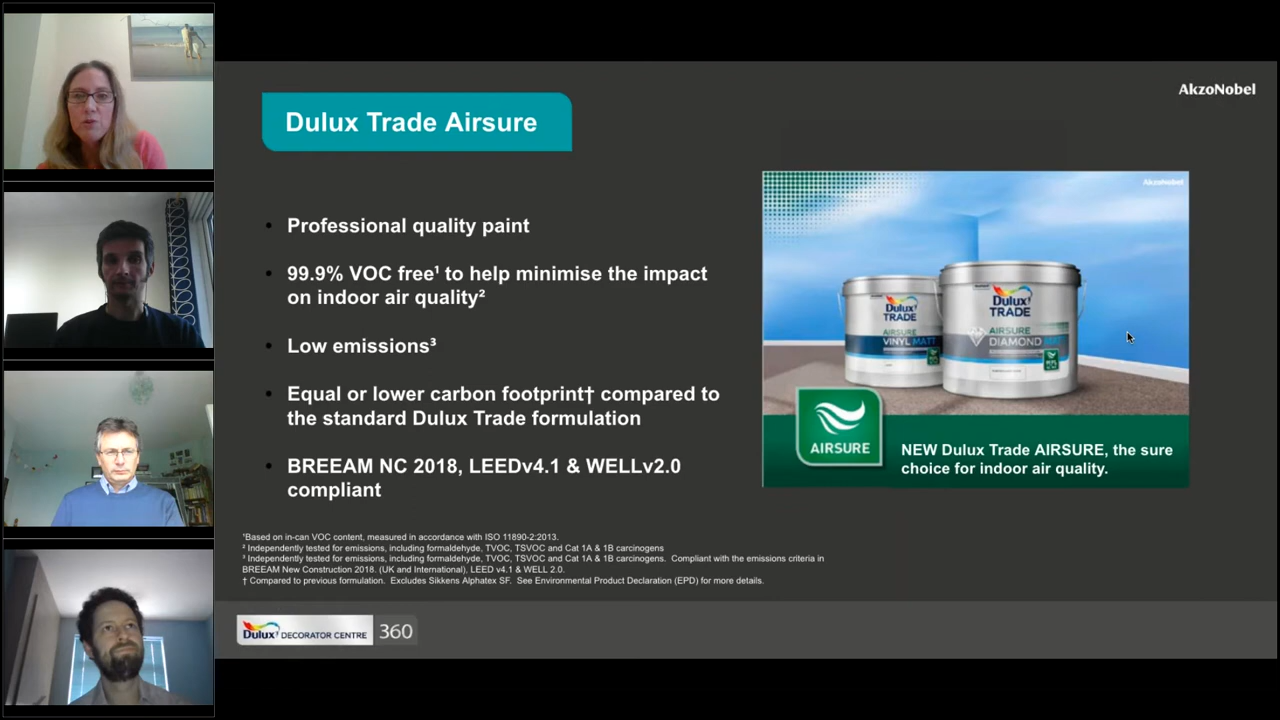 AkzoNobel
Dulux Trade Airsure
• Professional quality paint
• 99.9% VOC free¹ to help minimise the impact
on indoor air quality²
• Low emissions³
• Equal or lower carbon footprint† compared to
the standard Dulux Trade formulation
• BREEAM NC 2018, LEEDv4.1 & WELLv2.0
compliant
AkzoNobel
Dulux
TRADE
AIRSURE
VINYL MATT
Dulux
TRADE
AIRSURE
DIAMOND MATT
AIRSURE
NEW Dulux Trade AIRSURE, the sure
choice for indoor air quality.
¹Based on in-can VOC content, measured in accordance with ISO 11890-2:2013.
² Independently tested for emissions, including formaldehyde, TVOC, TSVOC and Cat 1A & 1B carcinogens
³ Independently tested for emissions, including formaldehyde, TVOC, TSVOC and Cat 1A & 1B carcinogens. Compliant with the emissions criteria in
BREEAM New Construction 2018. (UK and International), LEED v4.1 & WELL 2.0.
† Compared to previous formulation. Excludes Sikkens Alphatex SF. See Environmental Product Declaration (EPD) for more details.
Dulux DECORATOR CENTRE 360